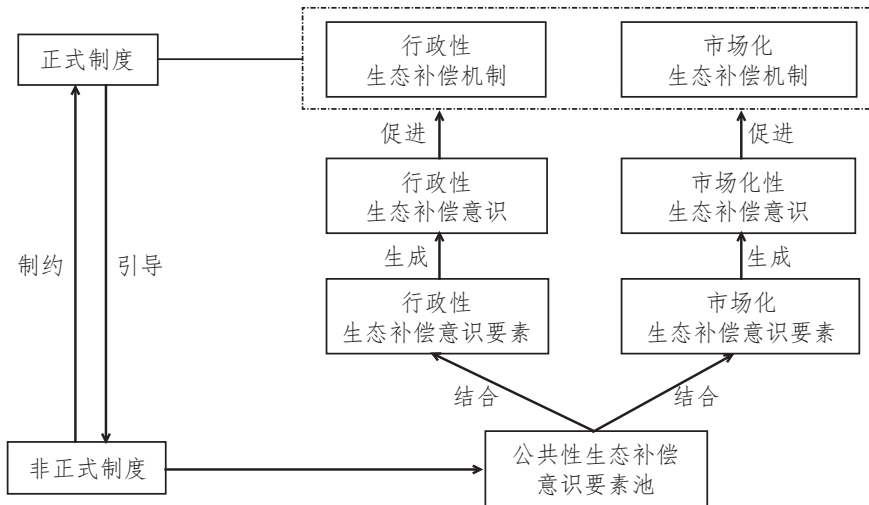 正式制度
行政性
生态补偿机制
市场化
生态补偿机制
促进
促进
行政性
生态补偿意识
市场化性
生态补偿意识
制约
引导
生成
生成
行政性
生态补偿意识要素
市场化
生态补偿意识要素
结合
结合
非正式制度
公共性生态补偿
意识要素池